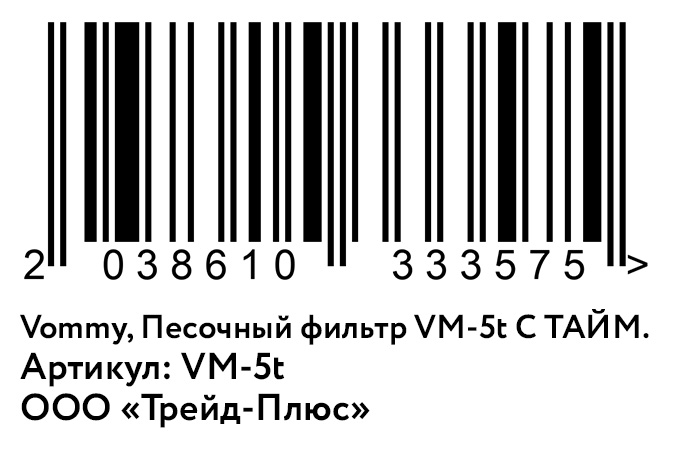 2 038610 333575 >
Vommy, Песочный фильтр VM-5t С ТАЙМ.
Артикул: VM-5t
ООО «Трейд-Плюс»